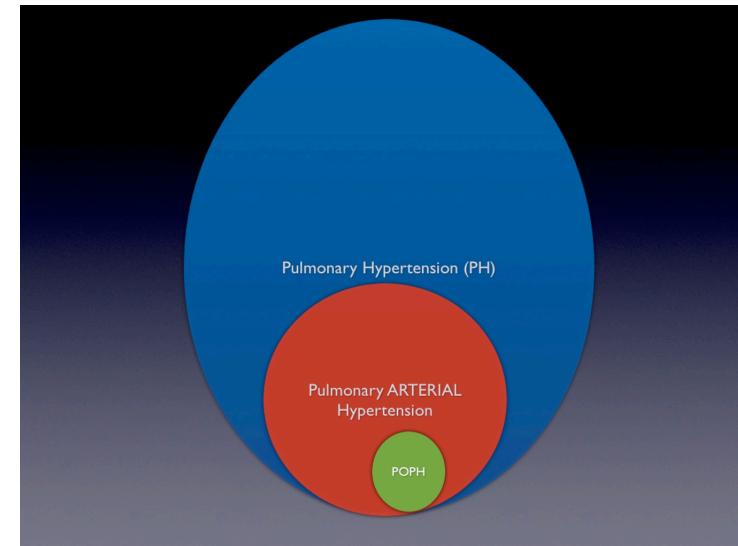 Pulmonary Hypertension (PH)
Pulmonary ARTERIAL
Hypertension
POPH